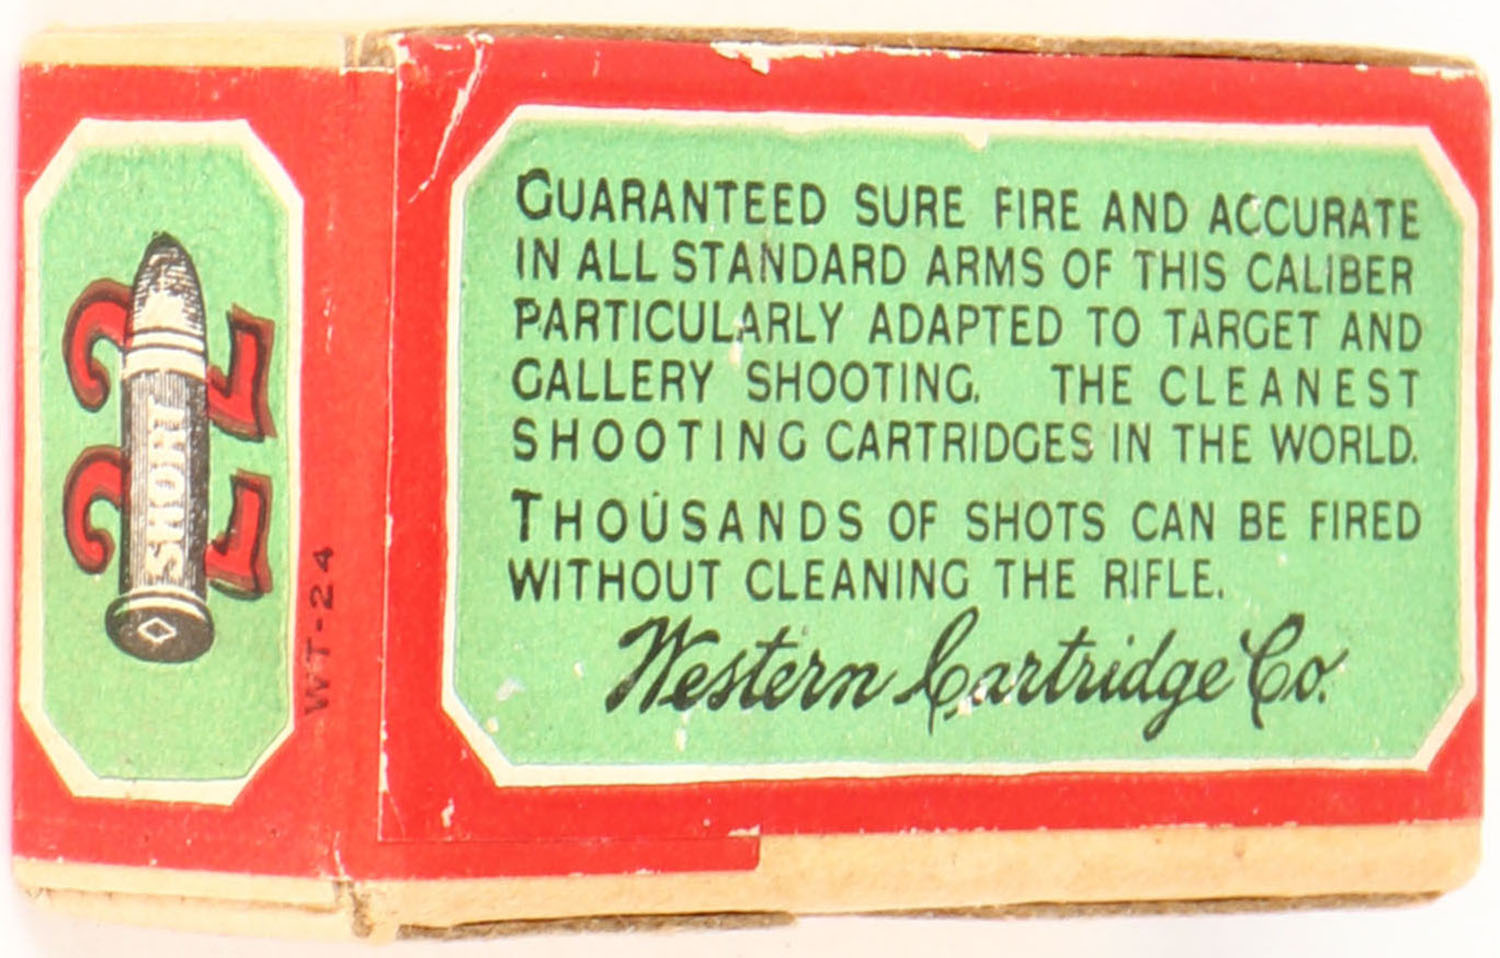 22
SHORT
WT-24
GUARANTEED SURE FIRE AND ACCURATE
IN ALL STANDARD ARMS OF THIS CALIBER
PARTICULARLY ADAPTED TO TARGET AND
GALLERY SHOOTING. THE CLEANEST
SHOOTING CARTRIDGES IN THE WORLD.
THOUSANDS OF SHOTS CAN BE FIRED
WITHOUT CLEANING THE RIFLE.
Western Cartridge Co.